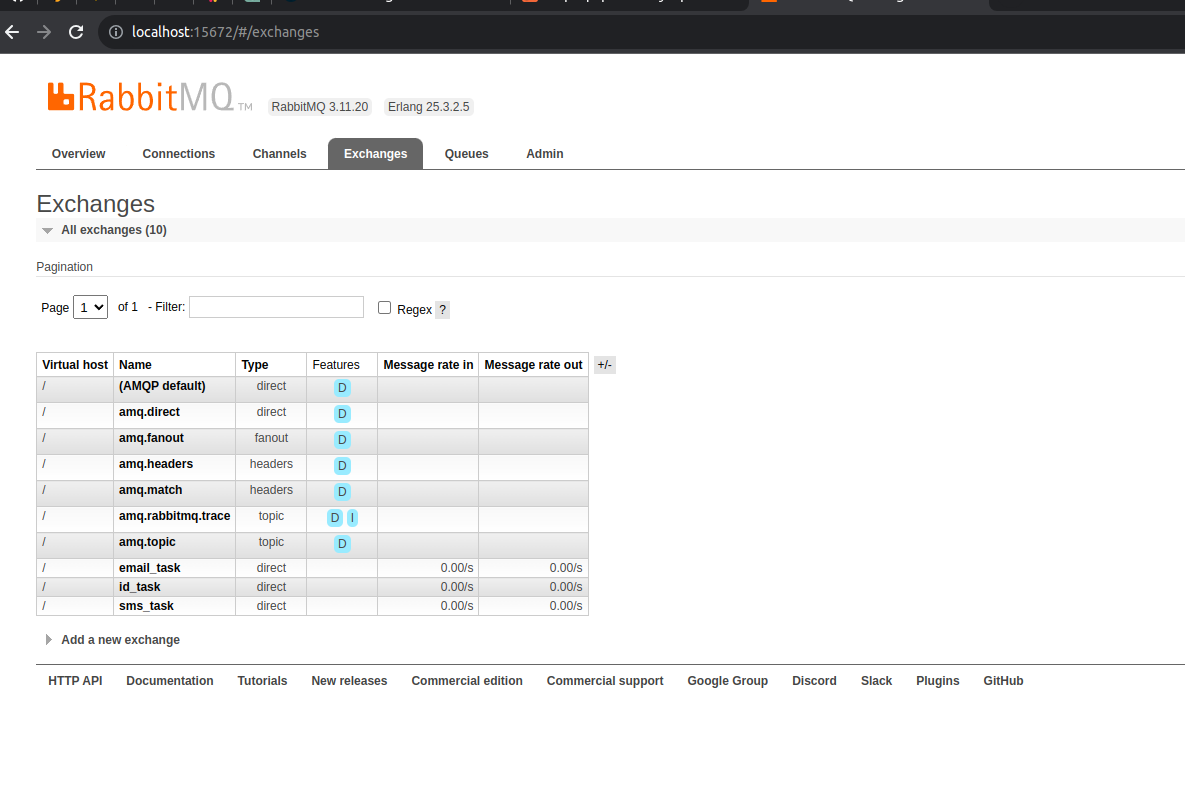 localhost:15672/#/exchanges
RabbitMQ TM RabbitMQ 3.11.20 Erlang 25.3.2.5
Overview Connections Channels Exchanges Queues Admin
Exchanges
All exchanges (10)
Pagination
Page 1 of 1 - Filter: Regex ?
Virtual host Name Type Features Message rate in Message rate out +/-
/ (AMQP default) direct D
/ amq.direct direct D
/ amq.fanout fanout D
/ amq.headers headers D
/ amq.match headers D
/ amq.rabbitmq.trace topic D I
/ amq.topic topic D
/ email_task direct 0.00/s 0.00/s
/ id_task direct 0.00/s 0.00/s
/ sms_task direct 0.00/s 0.00/s
Add a new exchange
HTTP API Documentation Tutorials New releases Commercial edition Commercial support Google Group Discord Slack Plugins GitHub